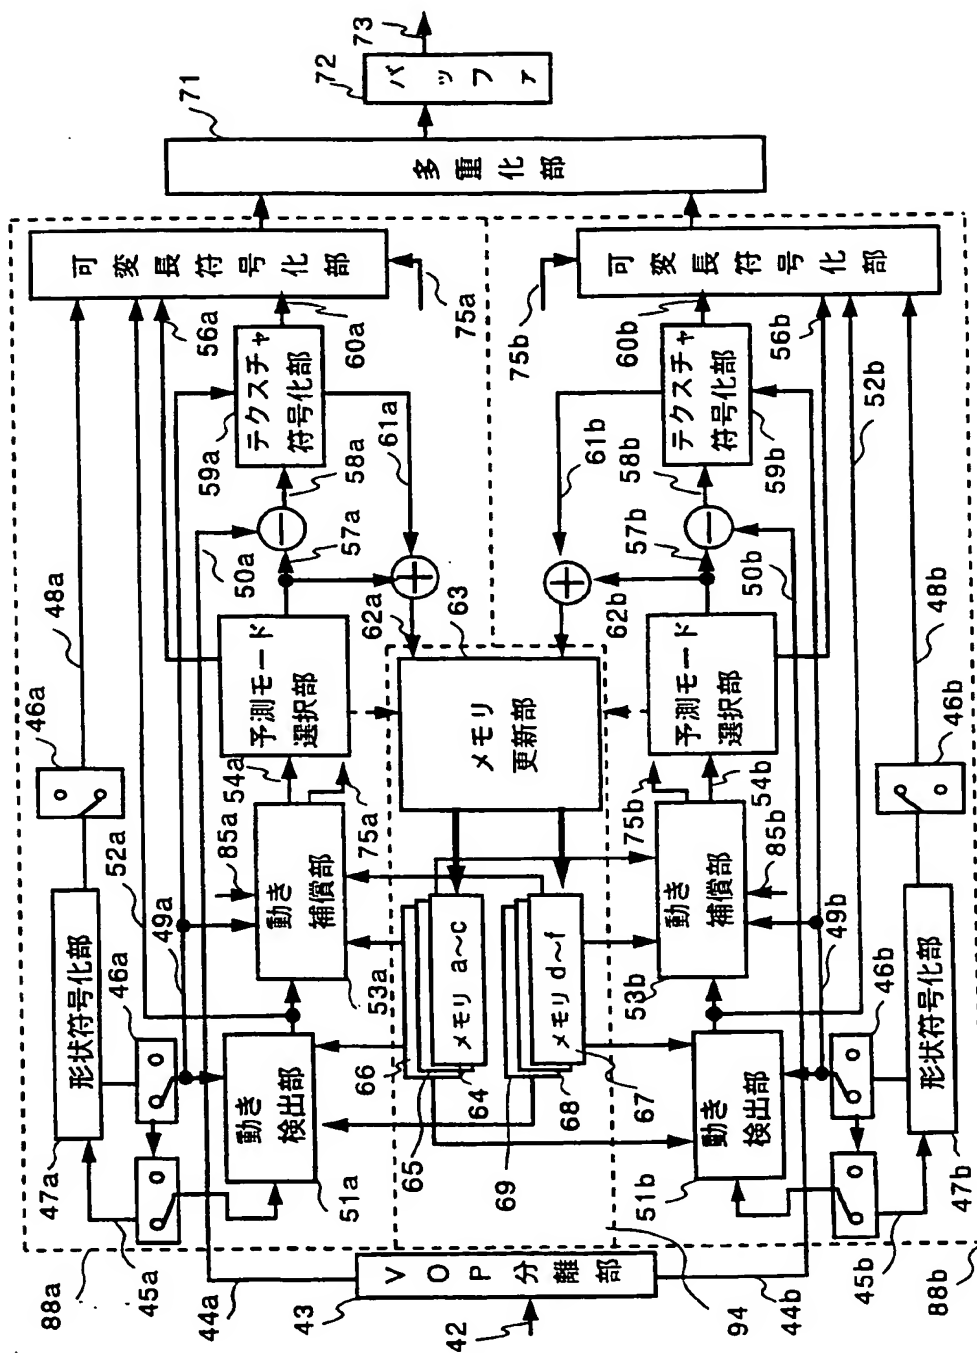 88a
47a
形状符号化部
46a
48a
45a
46a
52a
49a
44a
51a
動き
検出部
53a
動き
補償部
85a
75a
54a
予測モード
選択部
50a
57a
58a
59a
テクスチャ
符号化部
56a
60a
61a
62a
75a
可変長符号化部
42
43
VOP分離部
66
65
64
メモリ a~c
69
68
67
メモリ d~f
63
メモリ
更新部
71
多重化部
72
バッファ
73
94
44b
51b
動き
検出部
53b
動き
補償部
75b
85b
54b
予測モード
選択部
62b
57b
58b
61b
59b
テクスチャ
符号化部
60b
75b
可変長符号化部
50b
56b
52b
49b
46b
45b
47b
形状符号化部
46b
48b
88b